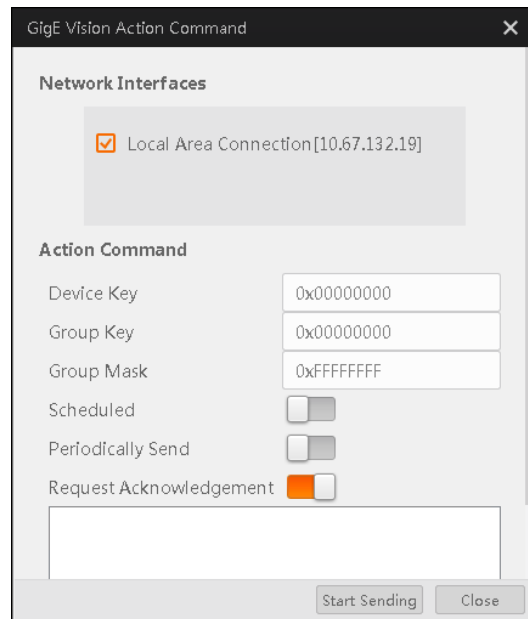 GigE Vision Action Command
Network Interfaces
Local Area Connection[10.67.132.19]
Action Command
Device Key 0x00000000
Group Key 0x00000000
Group Mask 0xFFFFFFFF
Scheduled
Periodically Send
Request Acknowledgement
Start Sending Close